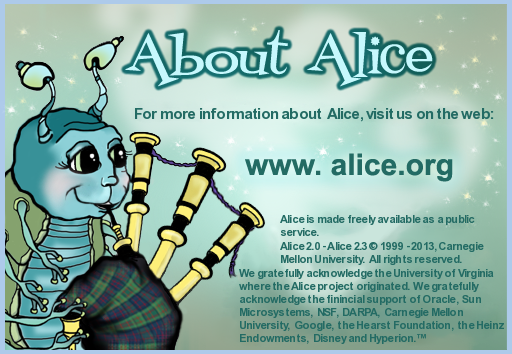 About Alice
For more information about Alice, visit us on the web:
www. alice.org
Alice is made freely available as a public
service.
Alice 2.0 - Alice 2.3 © 1999 - 2013, Carnegie
Mellon University. All rights reserved.
We gratefully acknowledge the University of Virginia
where the Alice project originated. We gratefully
acknowledge the finincial support of Oracle, Sun
Microsystems, NSF, DARPA, Carnegie Mellon
University, Google, the Hearst Foundation, the Heinz
Endowments, Disney and Hyperion.™